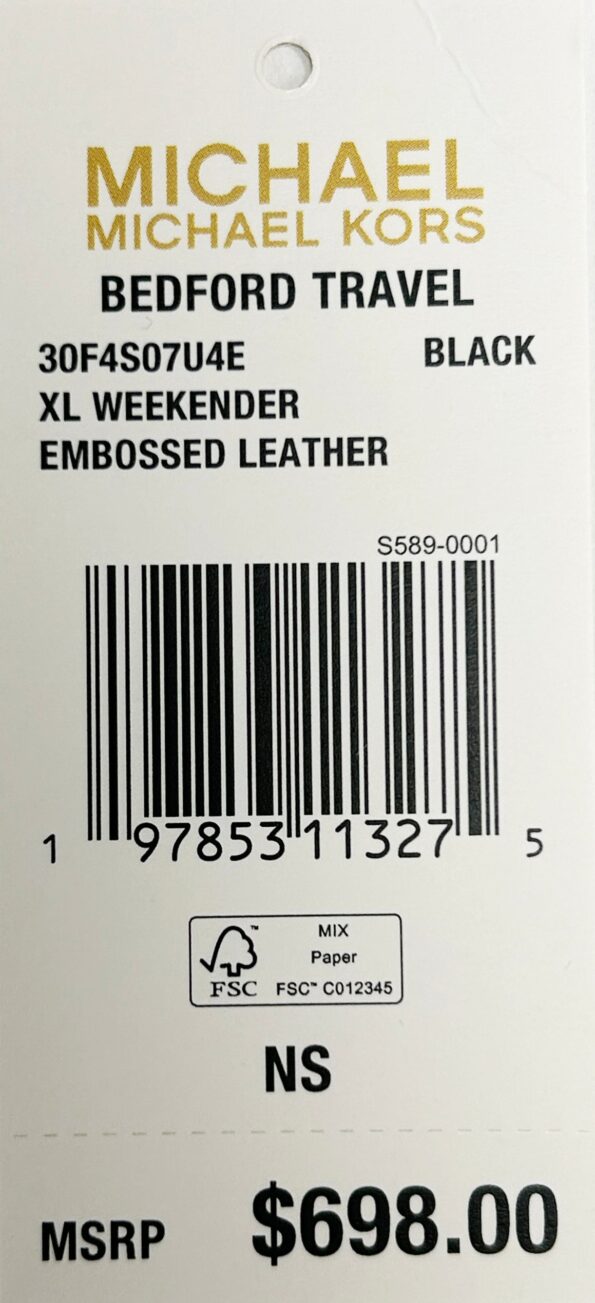 MICHAEL
MICHAEL KORS
BEDFORD TRAVEL
30F4S07U4E BLACK
XL WEEKENDER
EMBOSSED LEATHER
S589-0001
1 97853 11327 5
™ MIX
Paper
FSC FSC™ C012345
NS
MSRP $698.00